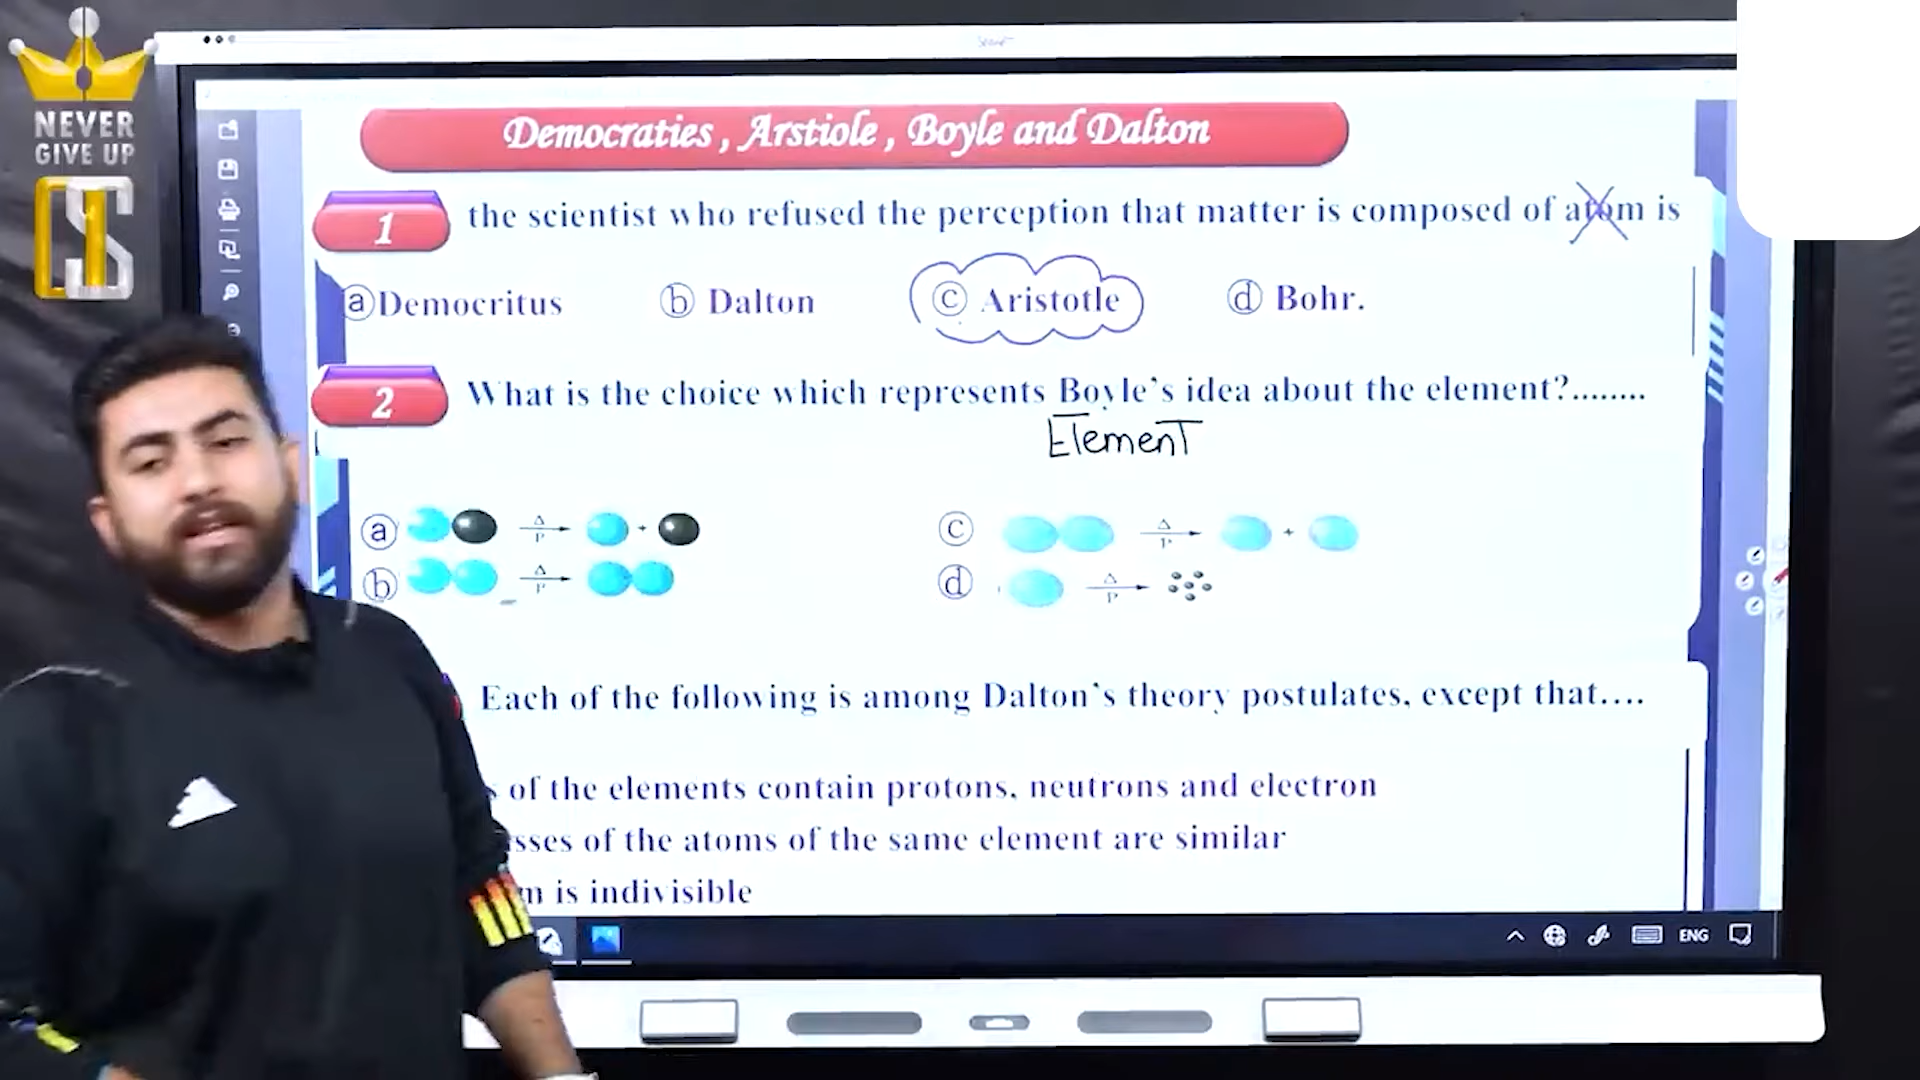 NEVER
GIVE UP
Democraties , Arstiole , Boyle and Dalton
1 the scientist who refused the perception that matter is composed of atom is
ⓐ Democritus ⓑ Dalton ⓒ Aristotle ⓓ Bohr.
2 What is the choice which represents Boyle's idea about the element?........
Element
ⓐ Δ P + ⓒ Δ P +
ⓑ Δ P ⓓ Δ P
Each of the following is among Dalton's theory postulates, except that....
of the elements contain protons, neutrons and electron
of the atoms of the same element are similar
is indivisible
ENG